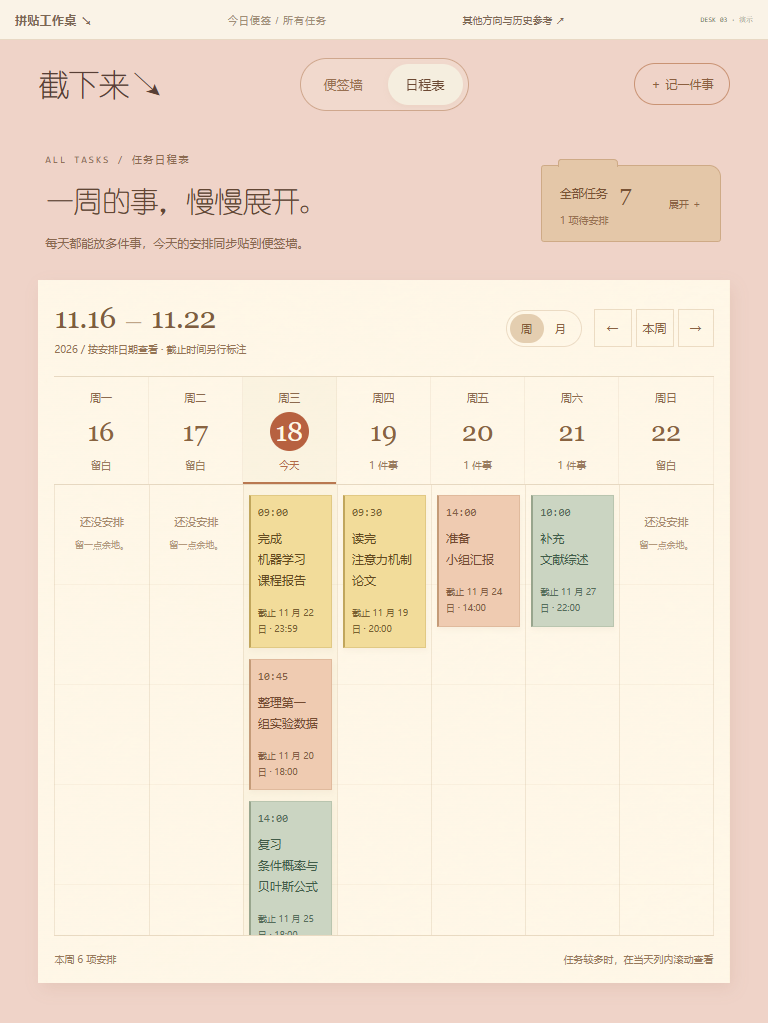 拼贴工作桌 ↘
今日便签 / 所有任务
其他方向与历史参考 ↗
DESK 03 · 演示
截下来 ↘
便签墙
日程表
+ 记一件事
ALL TASKS / 任务日程表
一周的事，慢慢展开。
每天都能放多件事，今天的安排同步贴到便签墙。
全部任务 7
1 项待安排
展开 +
11.16 — 11.22
2026 / 按安排日期查看 · 截止时间另行标注
周
月
←
本周
→
周一
16
留白
周二
17
留白
周三
18
今天
周四
19
1 件事
周五
20
1 件事
周六
21
1 件事
周日
22
留白
还没安排
留一点余地。
还没安排
留一点余地。
09:00
完成
机器学习
课程报告
截止 11 月 22
日 · 23:59
10:45
整理第一
组实验数据
截止 11 月 20
日 · 18:00
14:00
复习
条件概率与
贝叶斯公式
截止 11 月 25
日 · 18:00
09:30
读完
注意力机制
论文
截止 11 月 19
日 · 20:00
14:00
准备
小组汇报
截止 11 月 24
日 · 14:00
10:00
补充
文献综述
截止 11 月 27
日 · 22:00
还没安排
留一点余地。
本周 6 项安排
任务较多时，在当天列内滚动查看